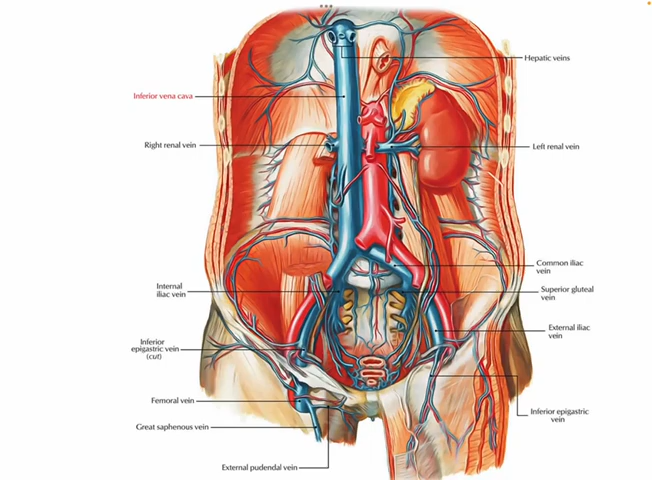 Hepatic veins
Inferior vena cava
Right renal vein
Left renal vein
Common iliac
vein
Internal
iliac vein
Superior gluteal
vein
External iliac
vein
Inferior
epigastric vein
(cut)
Femoral vein
Inferior epigastric
vein
Great saphenous vein
External pudendal vein